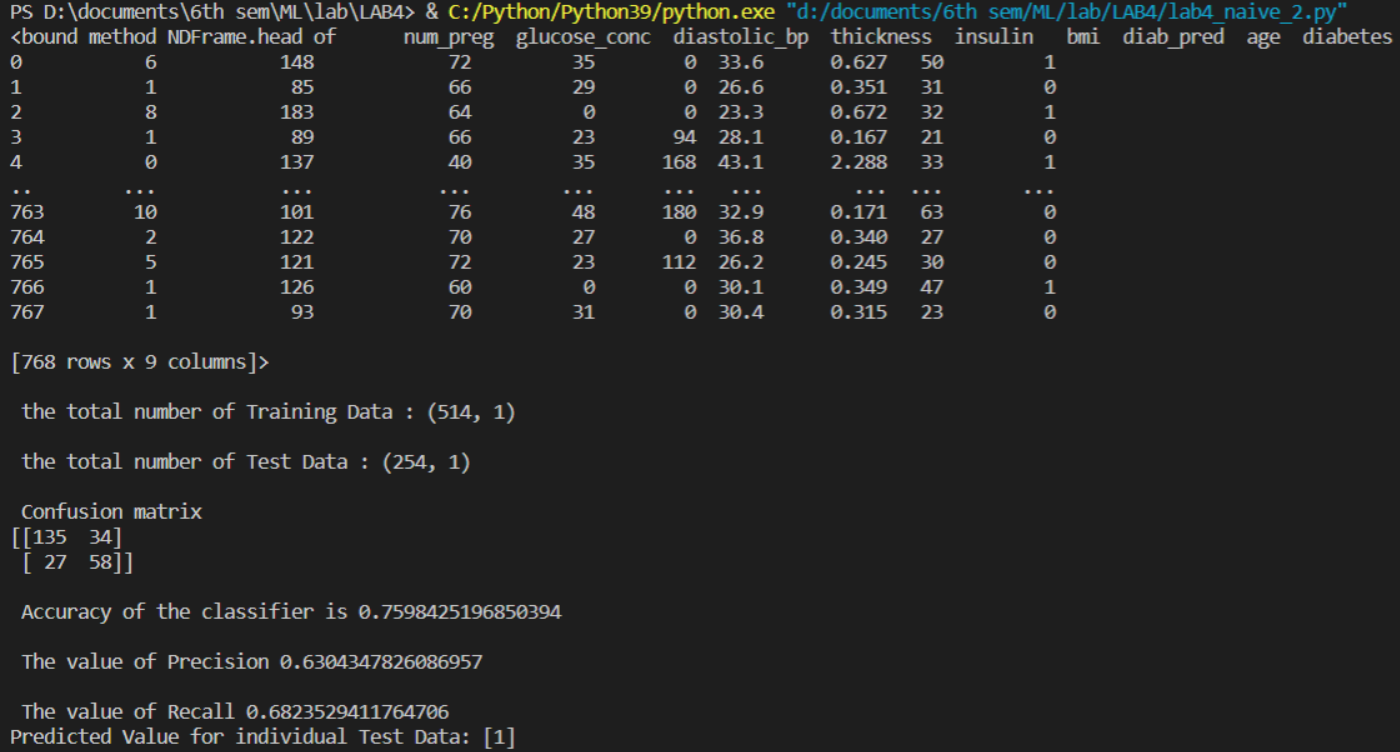 PS D:\documents\6th sem\ML\lab\LAB4> & C:/Python/Python39/python.exe "d:/documents/6th sem/ML/lab/LAB4/lab4_naive_2.py"
<bound method NDFrame.head of      num_preg  glucose_conc  diastolic_bp  thickness  insulin   bmi  diab_pred  age  diabetes
0           6           148            72         35        0  33.6      0.627   50         1
1           1            85            66         29        0  26.6      0.351   31         0
2           8           183            64          0        0  23.3      0.672   32         1
3           1            89            66         23       94  28.1      0.167   21         0
4           0           137            40         35      168  43.1      2.288   33         1
..        ...           ...           ...        ...      ...   ...        ...  ...       ...
763        10           101            76         48      180  32.9      0.171   63         0
764         2           122            70         27        0  36.8      0.340   27         0
765         5           121            72         23      112  26.2      0.245   30         0
766         1           126            60          0        0  30.1      0.349   47         1
767         1            93            70         31        0  30.4      0.315   23         0
[768 rows x 9 columns]>
the total number of Training Data : (514, 1)
the total number of Test Data : (254, 1)
Confusion matrix
[[135  34]
 [ 27  58]]
Accuracy of the classifier is 0.7598425196850394
The value of Precision 0.6304347826086957
The value of Recall 0.6823529411764706
Predicted Value for individual Test Data: [1]